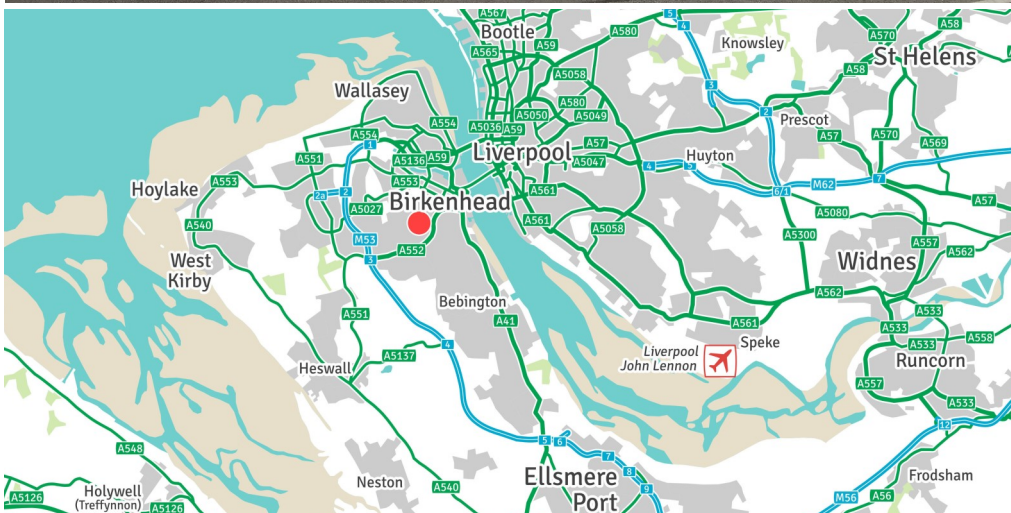 A567
Bootle
A565
A59
A580
5
4
Knowsley
A570
A58
St Helens
A58
A5058
3
Wallasey
A580
A554
A5050
A5049
2
Prescot
A5036
A59
A554
1
A57
A57
A570
A569
A551
A5136
A59
Liverpool
A5047
Huyton
4
5
Hoylake
A553
A553
2a
2
A561
6/1
M62
7
A5027
Birkenhead
A57
A540
A561
A5058
A5080
M53
A552
A5300
A557
A562
West
Kirby
3
Widnes
Bebington
A562
A551
A41
A561
A533
A533
A558
Speke
4
A533
A5137
Liverpool
John Lennon
Runcorn
Heswall
A557
A533
12
5
6
A548
7
Ellsmere
Port
8
Neston
A540
9
Frodsham
Holywell
(Treffynnon)
A5126
A5126
M56
A56